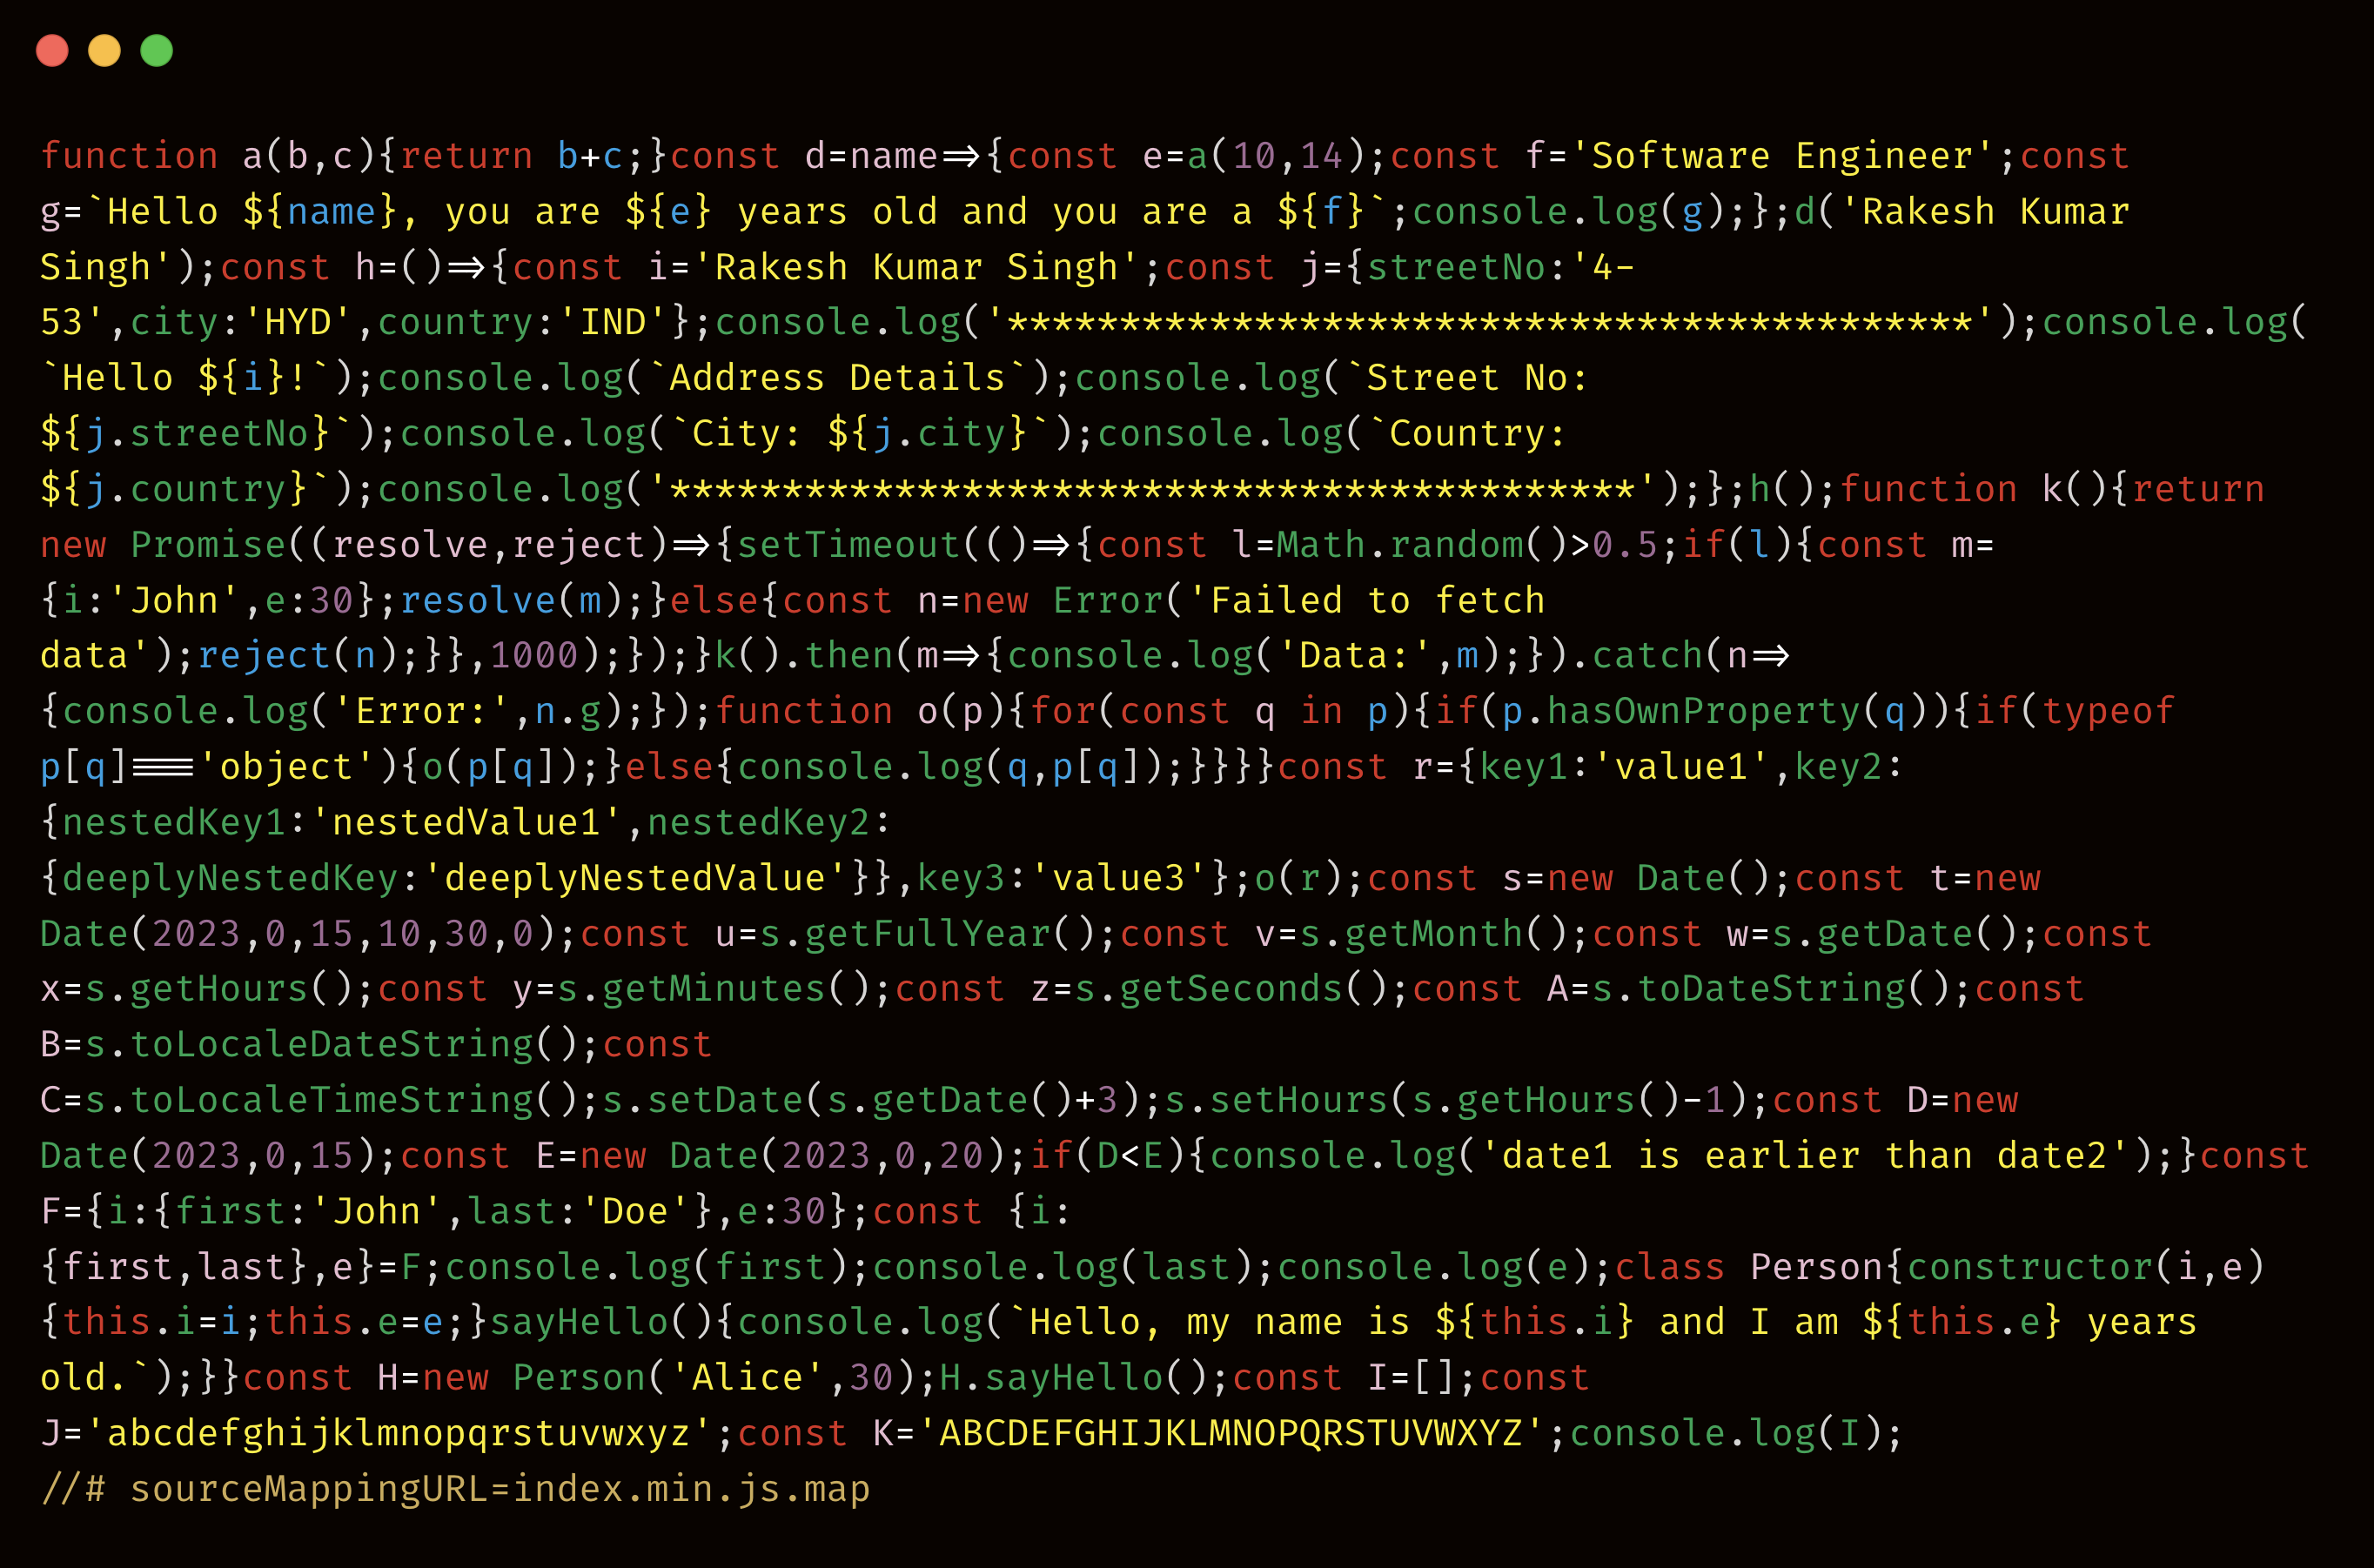 function a(b,c){return b+c;}const d=name=>{const e=a(10,14);const f='Software Engineer';const
g=`Hello ${name}, you are ${e} years old and you are a ${f}`;console.log(g);};d('Rakesh Kumar
Singh');const h=()=>{const i='Rakesh Kumar Singh';const j={streetNo:'4-
53',city:'HYD',country:'IND'};console.log('*******************************************');console.log(
`Hello ${i}!`);console.log(`Address Details`);console.log(`Street No:
${j.streetNo}`);console.log(`City: ${j.city}`);console.log(`Country:
${j.country}`);console.log('*******************************************');};h();function k(){return
new Promise((resolve,reject)=>{setTimeout(()=>{const l=Math.random()>0.5;if(l){const m=
{i:'John',e:30};resolve(m);}else{const n=new Error('Failed to fetch
data');reject(n);}},1000);});}k().then(m=>{console.log('Data:',m);}).catch(n=>
{console.log('Error:',n.g);});function o(p){for(const q in p){if(p.hasOwnProperty(q)){if(typeof
p[q]==='object'){o(p[q]);}else{console.log(q,p[q]);}}}}const r={key1:'value1',key2:
{nestedKey1:'nestedValue1',nestedKey2:
{deeplyNestedKey:'deeplyNestedValue'}},key3:'value3'};o(r);const s=new Date();const t=new
Date(2023,0,15,10,30,0);const u=s.getFullYear();const v=s.getMonth();const w=s.getDate();const
x=s.getHours();const y=s.getMinutes();const z=s.getSeconds();const A=s.toDateString();const
B=s.toLocaleDateString();const
C=s.toLocaleTimeString();s.setDate(s.getDate()+3);s.setHours(s.getHours()-1);const D=new
Date(2023,0,15);const E=new Date(2023,0,20);if(D<E){console.log('date1 is earlier than date2');}const
F={i:{first:'John',last:'Doe'},e:30};const {i:
{first,last},e}=F;console.log(first);console.log(last);console.log(e);class Person{constructor(i,e)
{this.i=i;this.e=e;}sayHello(){console.log(`Hello, my name is ${this.i} and I am ${this.e} years
old.`);}}const H=new Person('Alice',30);H.sayHello();const I=[];const
J='abcdefghijklmnopqrstuvwxyz';const K='ABCDEFGHIJKLMNOPQRSTUVWXYZ';console.log(I);
//# sourceMappingURL=index.min.js.map